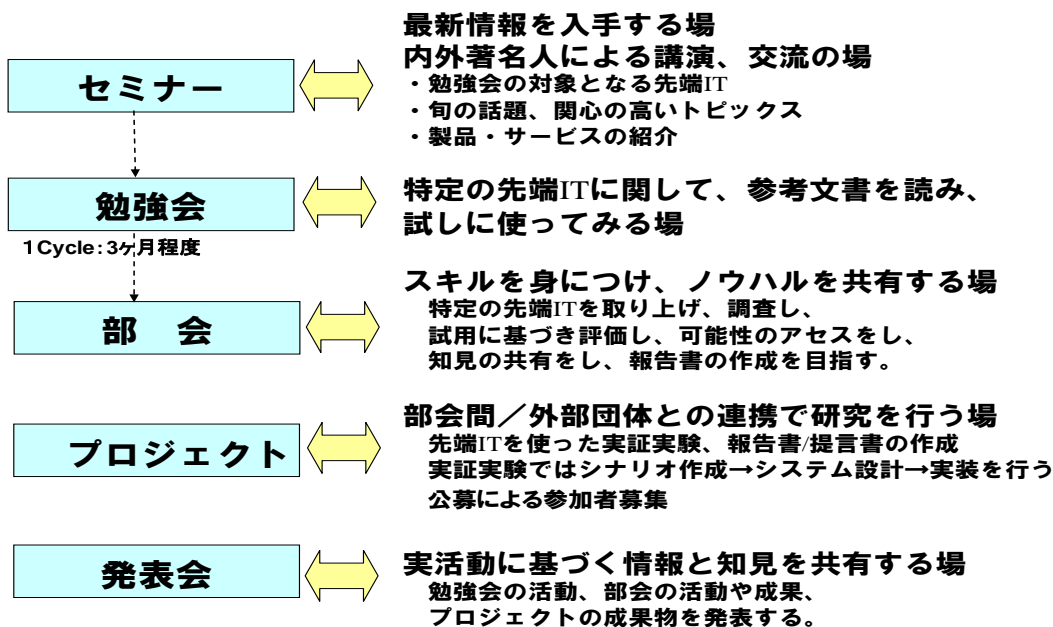 最新情報を入手する場
内外著名人による講演、交流の場
セミナー
・勉強会の対象となる先端IT
・旬の話題、関心の高いトピックス
・製品・サービスの紹介
勉強会
特定の先端ITに関して、参考文書を読み、
試しに使ってみる場
1Cycle:3ヶ月程度
スキルを身につけ、ノウハルを共有する場
部　会
特定の先端ITを取り上げ、調査し、
試用に基づき評価し、可能性のアセスをし、
知見の共有をし、報告書の作成を目指す。
部会間／外部団体との連携で研究を行う場
プロジェクト
先端ITを使った実証実験、報告書/提言書の作成
実証実験ではシナリオ作成→システム設計→実装を行う
公募による参加者募集
発表会
実活動に基づく情報と知見を共有する場
勉強会の活動、部会の活動や成果、
プロジェクトの成果物を発表する。